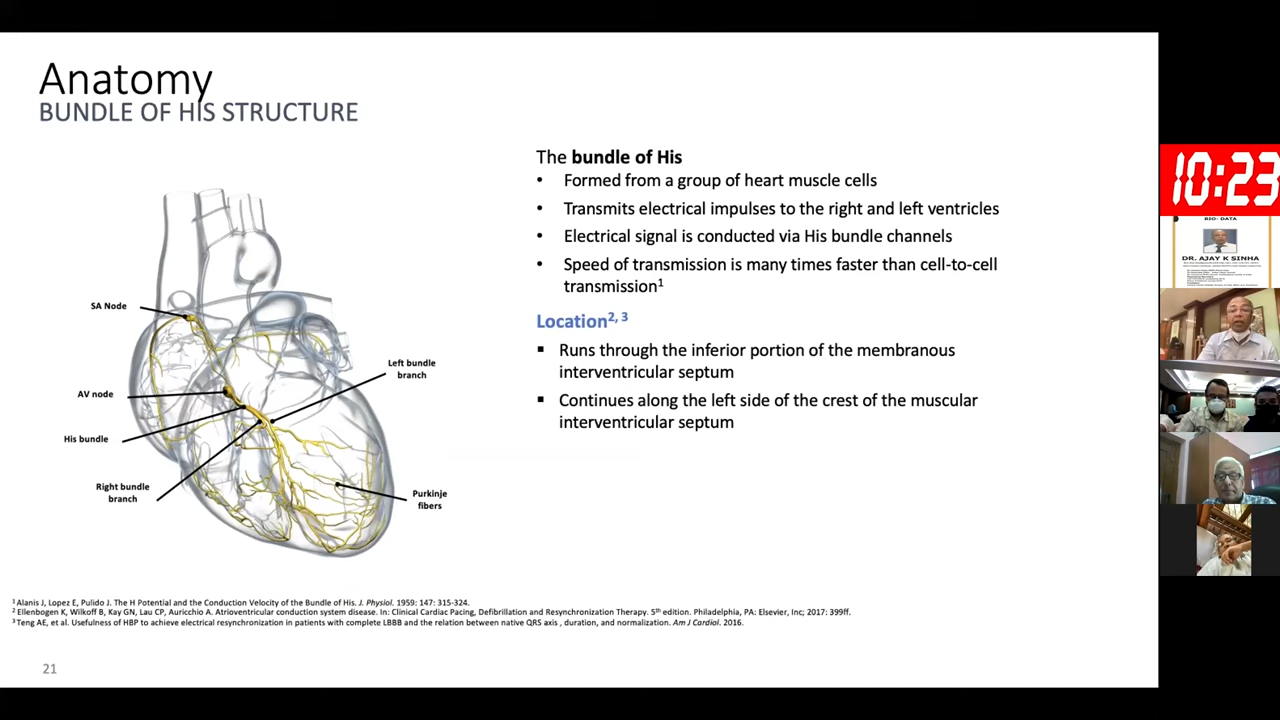 Anatomy
BUNDLE OF HIS STRUCTURE
The bundle of His
• Formed from a group of heart muscle cells
• Transmits electrical impulses to the right and left ventricles
• Electrical signal is conducted via His bundle channels
• Speed of transmission is many times faster than cell-to-cell
transmission1
Location2, 3
▪ Runs through the inferior portion of the membranous
interventricular septum
▪ Continues along the left side of the crest of the muscular
interventricular septum
SA Node
AV node
His bundle
Right bundle
branch
Left bundle
branch
Purkinje
fibers
1Alanis J, Lopez E, Pulido J. The H Potential and the Conduction Velocity of the Bundle of His. J. Physiol. 1959: 147: 315-324.
2 Ellenbogen K, Wilkoff B, Kay GN, Lau CP, Auricchio A. Atrioventricular conduction system disease. In: Clinical Cardiac Pacing, Defibrillation and Resynchronization Therapy. 5th edition. Philadelphia, PA: Elsevier, Inc; 2017: 399ff.
3Teng AE, et al. Usefulness of HBP to achieve electrical resynchronization in patients with complete LBBB and the relation between native QRS axis , duration, and normalization. Am J Cardiol. 2016.
21
10:23
BIO- DATA
DR. AJAY K SINHA